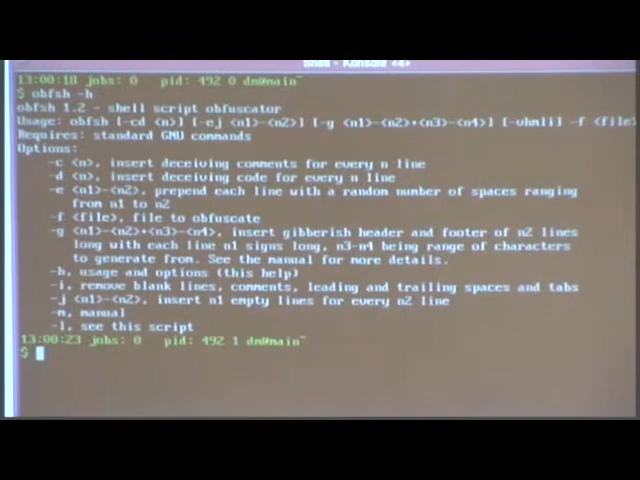 Shell - Konsole <4>
13:00:18 jobs: 0 pid: 492 0 dm@main~
$ obfsh -h
obfsh 1.2 - shell script obfuscator
Usage: obfsh [-cd <n>] [-ej <n1>-<n2>] [-g <n1>-<n2>+<n3>-<n4>] [-vhmli] -f <file>
Requires: standard GNU commands
Options:
-c <n>, insert deceiving comments for every n line
-d <n>, insert deceiving code for every n line
-e <n1>-<n2>, prepend each line with a random number of spaces ranging
from n1 to n2
-f <file>, file to obfuscate
-g <n1>-<n2>+<n3>-<n4>, insert gibberish header and footer of n2 lines
long with each line n1 signs long, n3-n4 being range of characters
to generate from. See the manual for more details.
-h, usage and options (this help)
-i, remove blank lines, comments, leading and trailing spaces and tabs
-j <n1>-<n2>, insert n1 empty lines for every n2 line
-m, manual
-l, see this script
13:00:23 jobs: 0 pid: 492 1 dm@main~
$